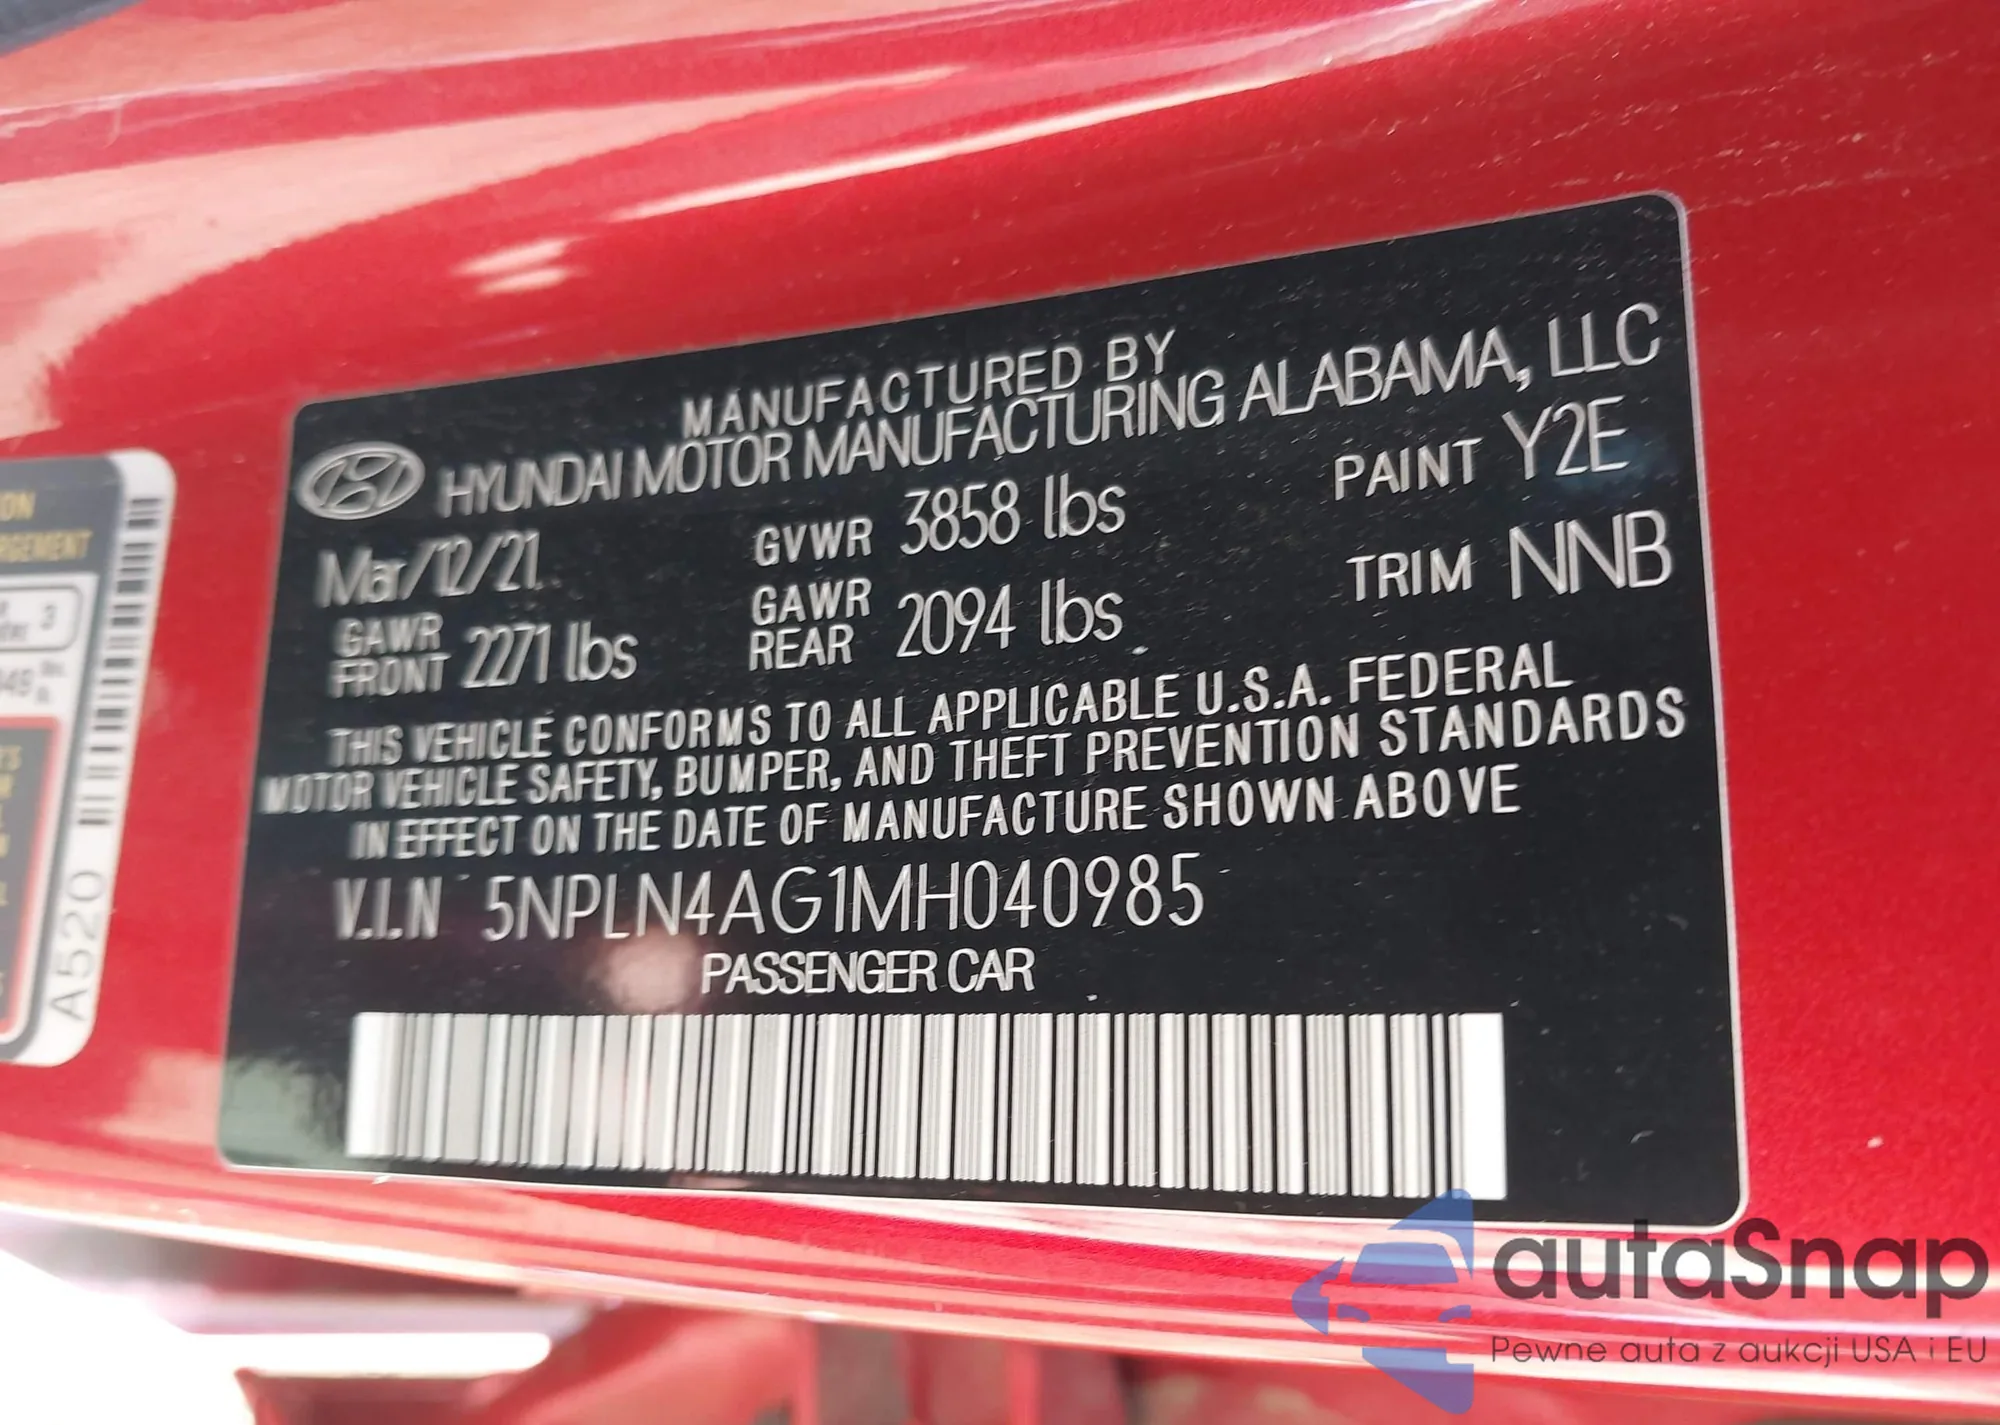 MANUFACTURED BY
HYUNDAI MOTOR MANUFACTURING ALABAMA, LLC
Mar/12/21 GVWR 3858 lbs PAINT Y2E
GAWR FRONT 2271 lbs GAWR REAR 2094 lbs TRIM NNB
THIS VEHICLE CONFORMS TO ALL APPLICABLE U.S.A. FEDERAL
MOTOR VEHICLE SAFETY, BUMPER, AND THEFT PREVENTION STANDARDS
IN EFFECT ON THE DATE OF MANUFACTURE SHOWN ABOVE
V.I.N 5NPLN4AG1MH040985
PASSENGER CAR
A520
3
autaSnap
Pewne auta z aukcji USA i EU